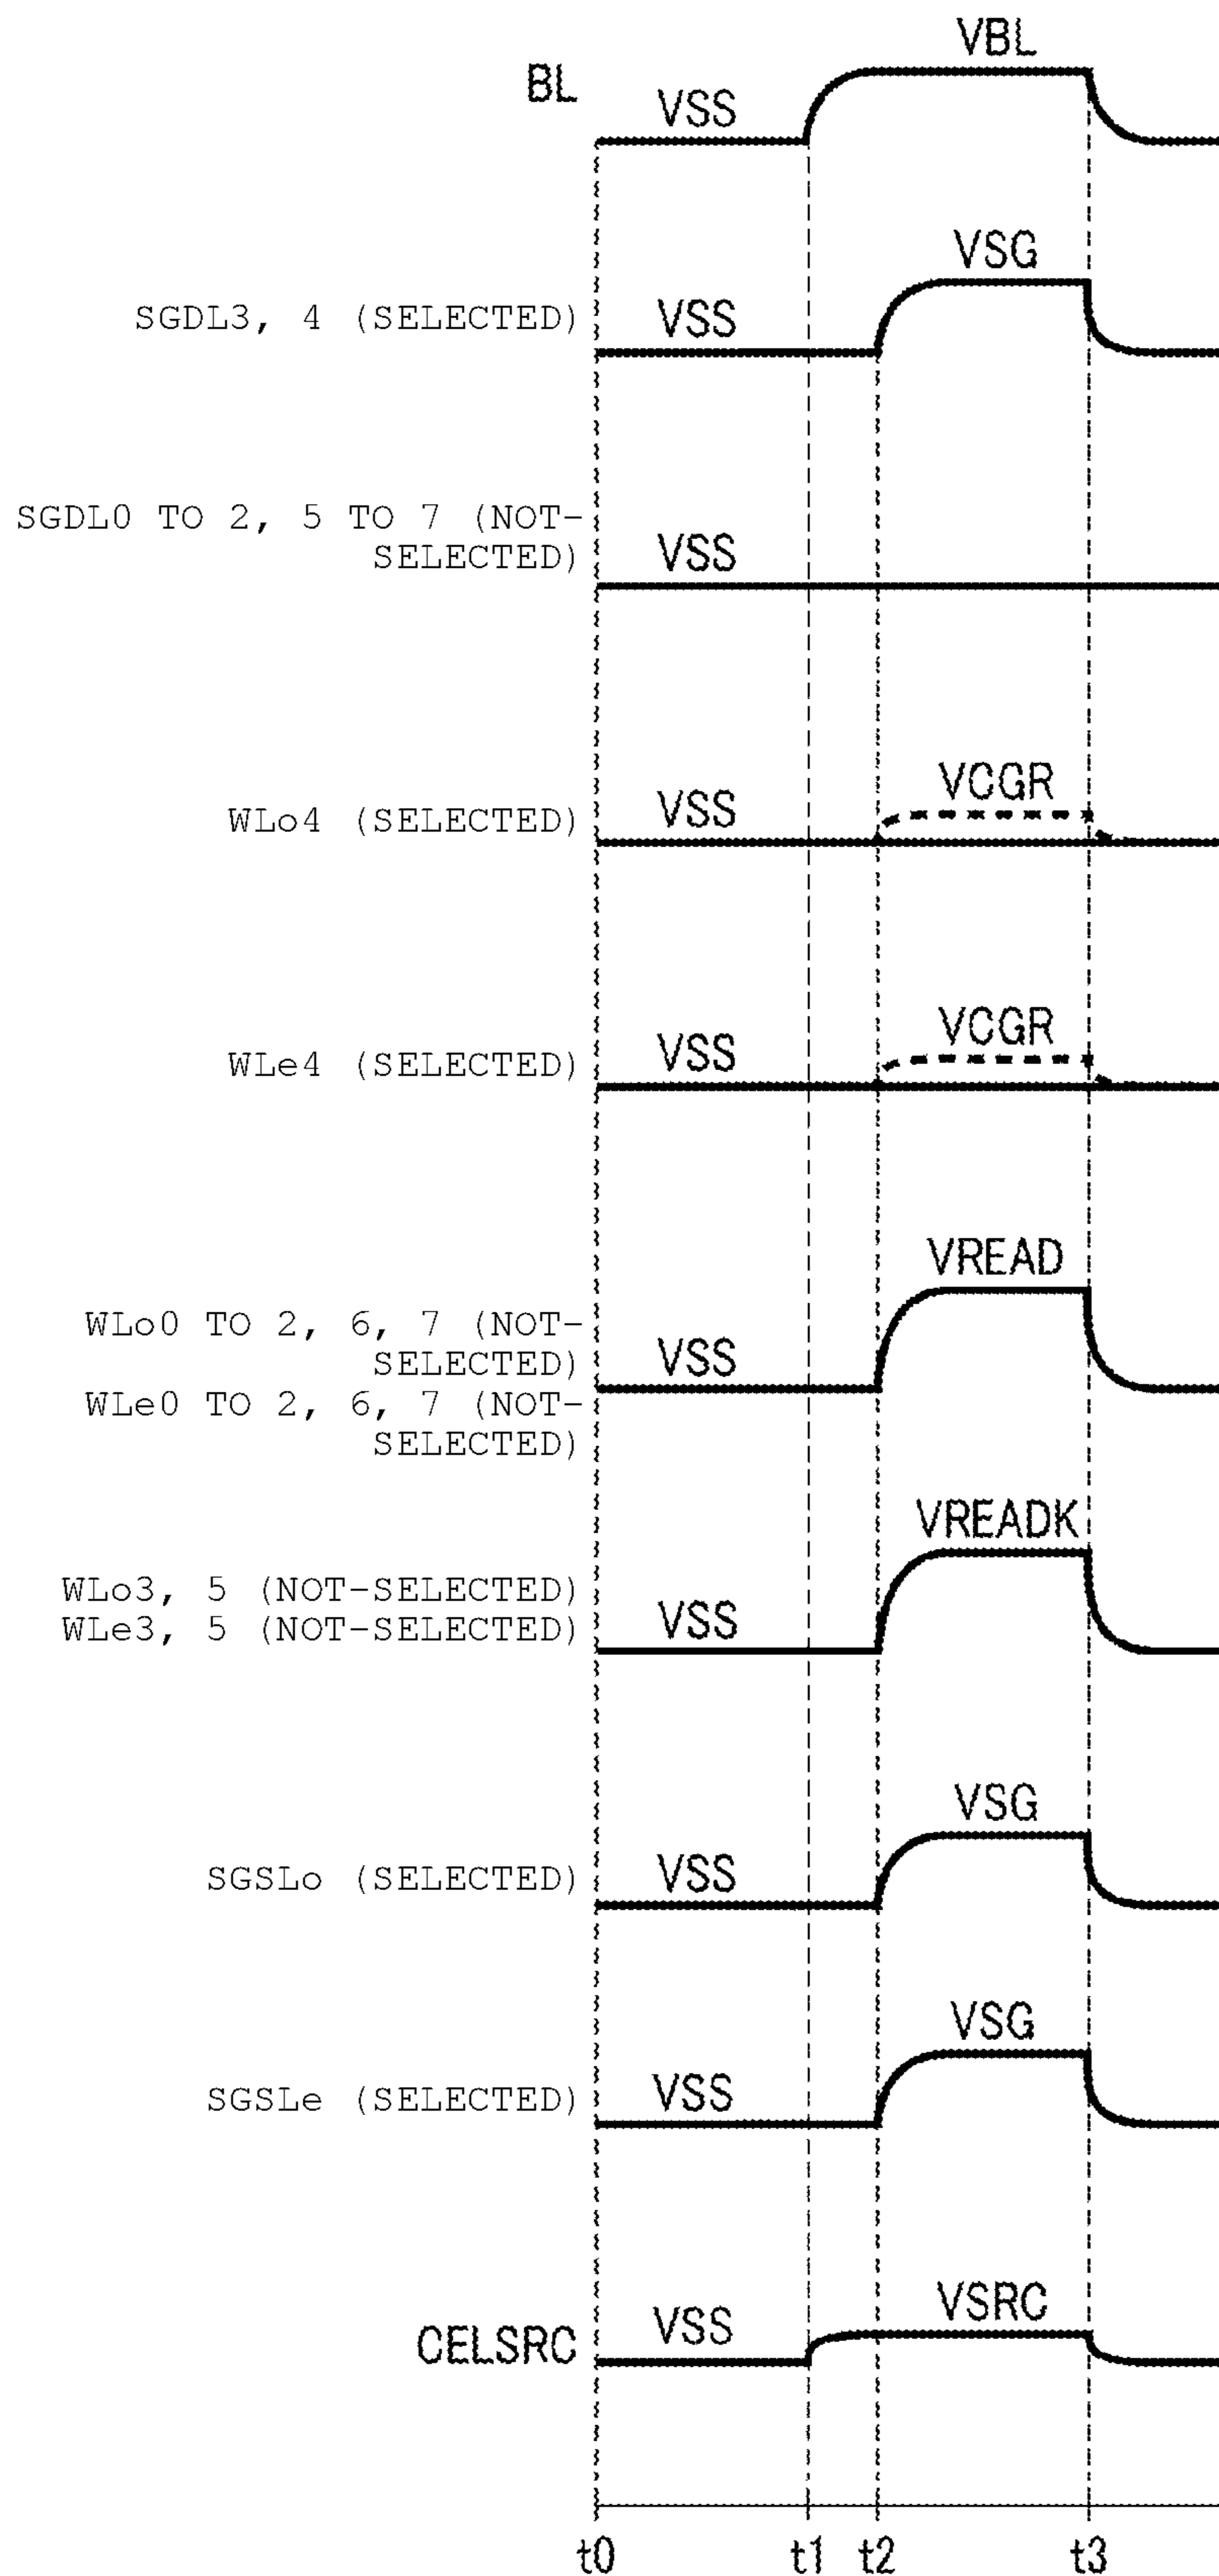 VBL
BL
VSS
VSG
SGDL3, 4 (SELECTED)
VSS
SGDL0 TO 2, 5 TO 7 (NOT-
SELECTED)
VSS
VCGR
WLo4 (SELECTED)
VSS
VCGR
WLe4 (SELECTED)
VSS
VREAD
WLo0 TO 2, 6, 7 (NOT-
SELECTED)
VSS
WLe0 TO 2, 6, 7 (NOT-
SELECTED)
VREADK
WLo3, 5 (NOT-SELECTED)
WLe3, 5 (NOT-SELECTED)
VSS
VSG
SGSLo (SELECTED)
VSS
VSG
SGSLe (SELECTED)
VSS
VSRC
CELSRC
VSS
t0 t1 t2 t3